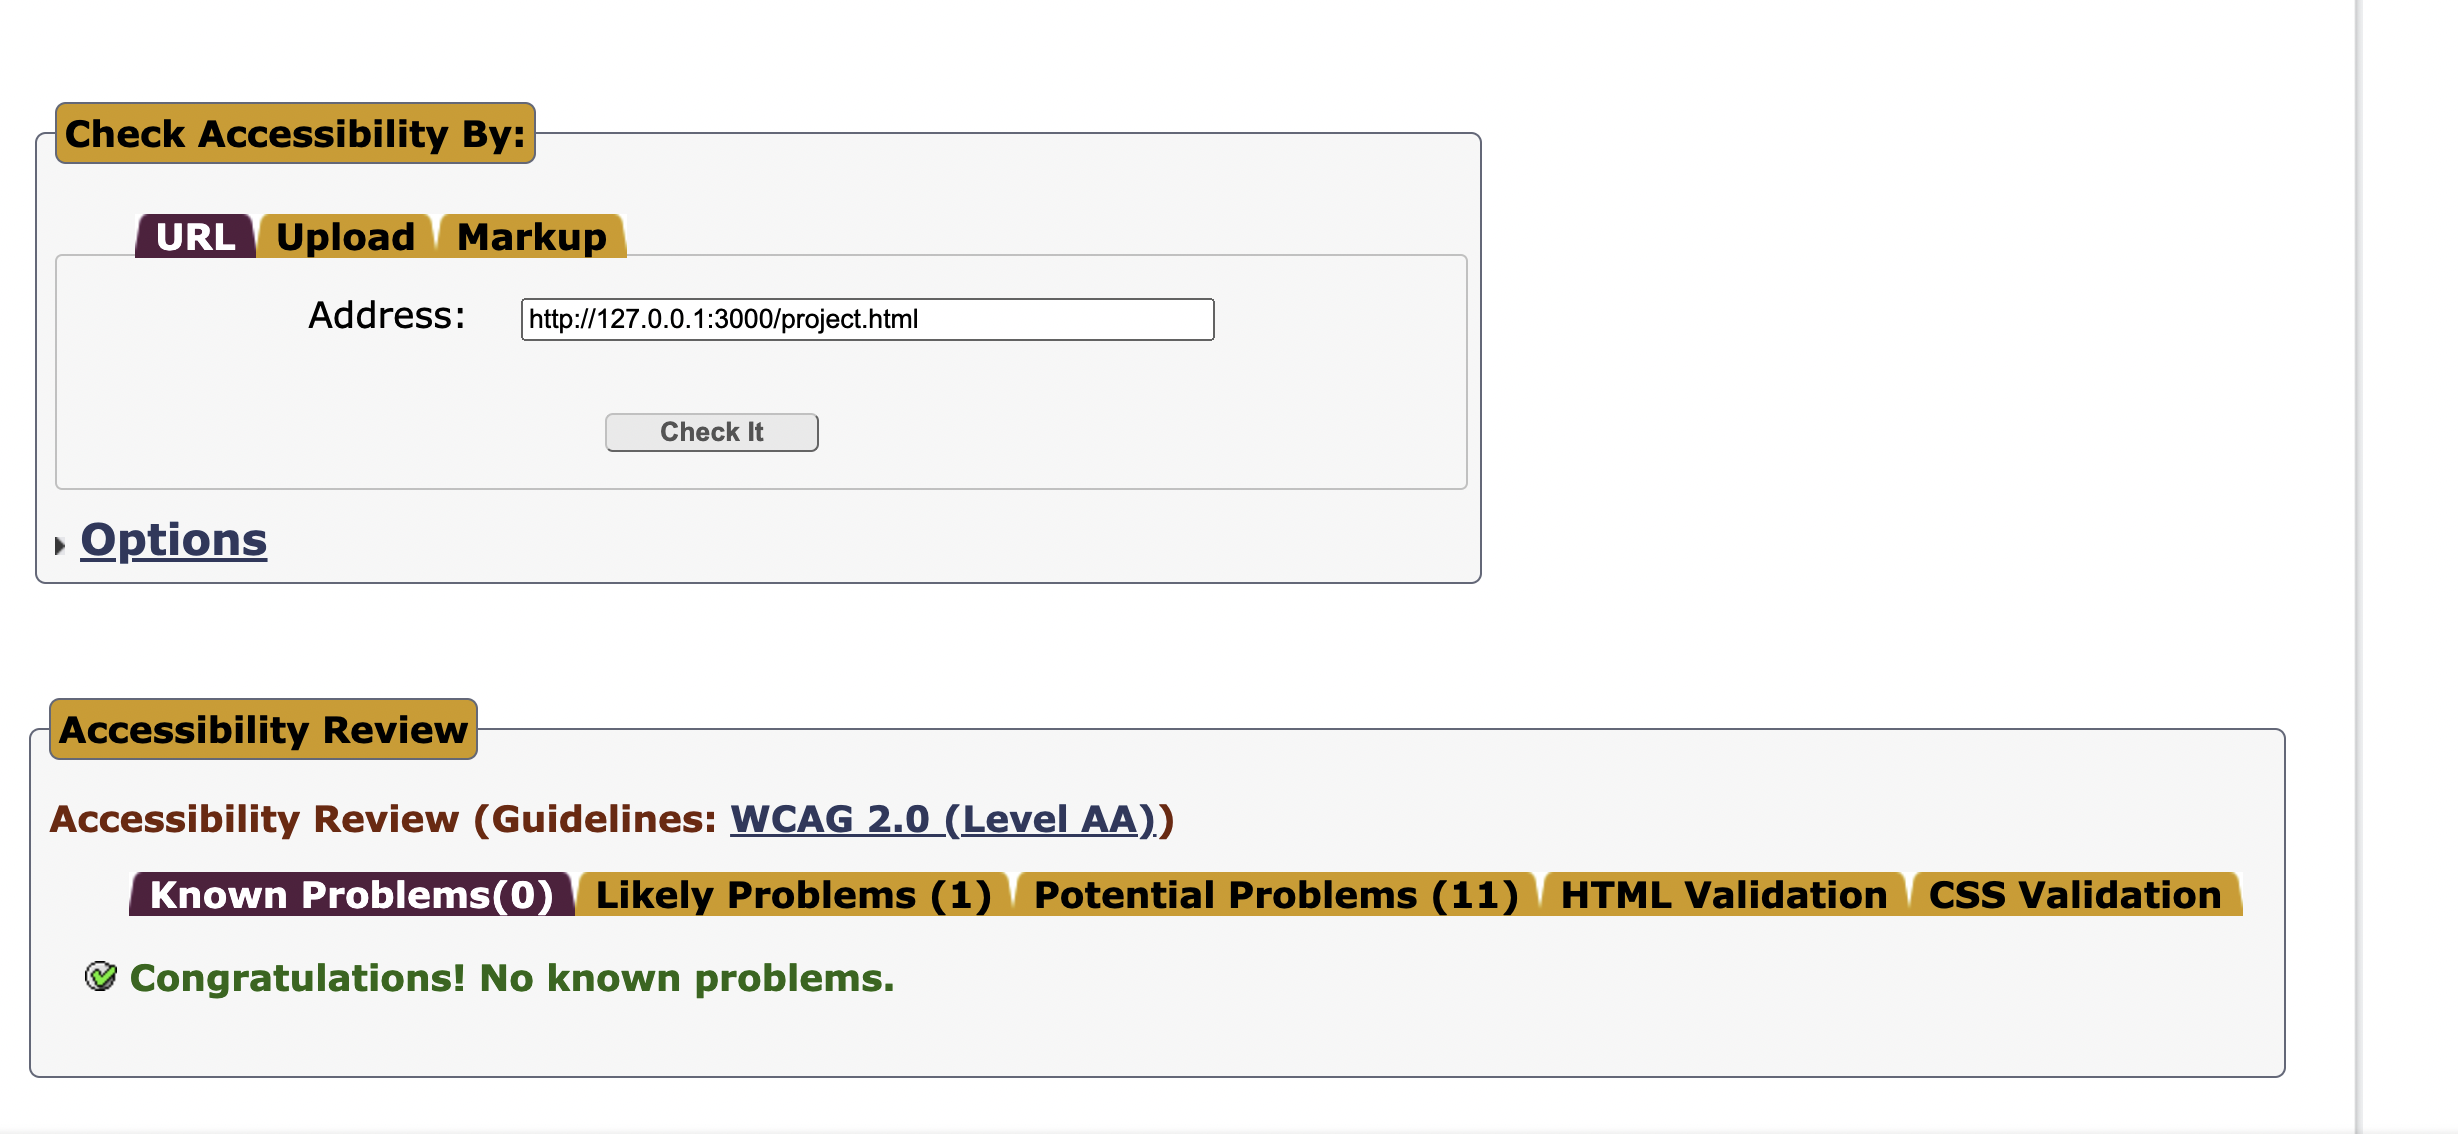 Check Accessibility By:
URL Upload Markup
Address: http://127.0.0.1:3000/project.html
Check It
Options
Accessibility Review
Accessibility Review (Guidelines: WCAG 2.0 (Level AA))
Known Problems(0) Likely Problems (1) Potential Problems (11) HTML Validation CSS Validation
Congratulations! No known problems.